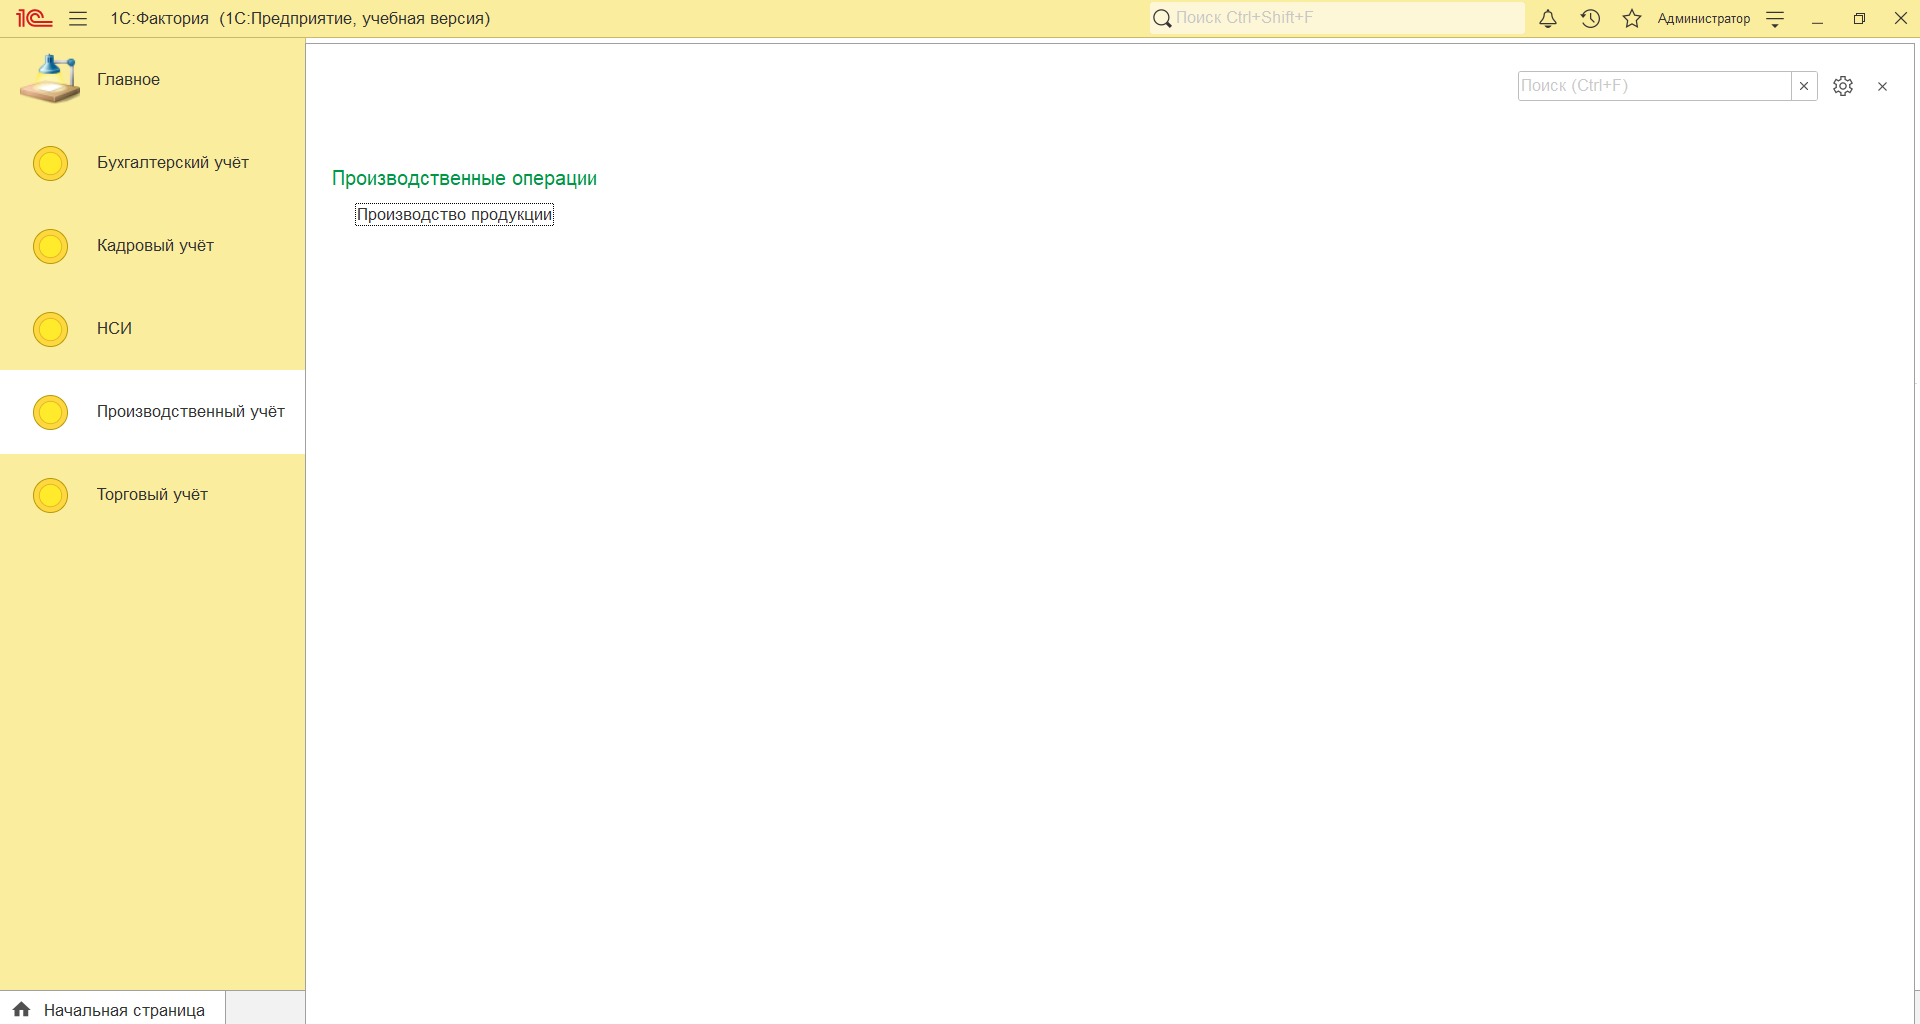 1С:Фактория (1С:Предприятие, учебная версия)
Поиск Ctrl+Shift+F
Администратор
Главное
Бухгалтерский учёт
Кадровый учёт
НСИ
Производственный учёт
Торговый учёт
Начальная страница
Поиск (Ctrl+F)
Производственные операции
Производство продукции